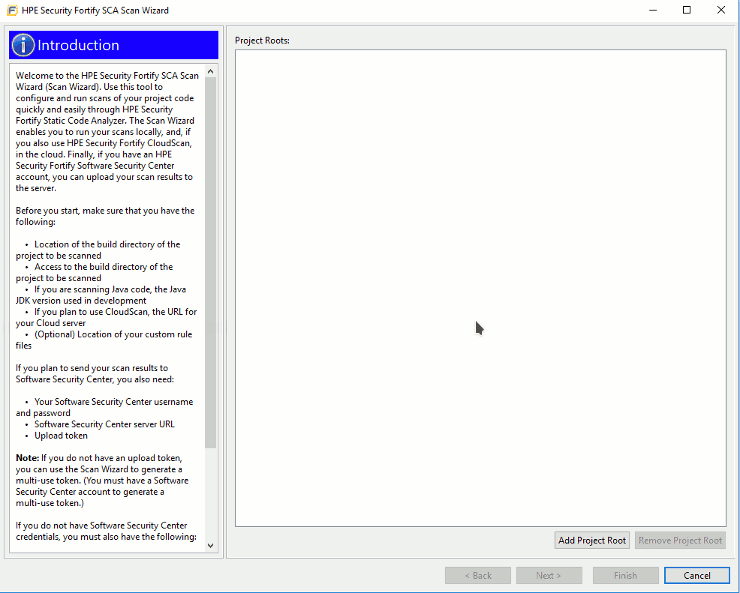 HPE Security Fortify SCA Scan Wizard
Introduction
Welcome to the HPE Security Fortify SCA Scan
Wizard (Scan Wizard). Use this tool to
configure and run scans of your project code
quickly and easily through HPE Security
Fortify Static Code Analyzer. The Scan Wizard
enables you to run your scans locally, and, if
you also use HPE Security Fortify CloudScan,
in the cloud. Finally, if you have an HPE
Security Fortify Software Security Center
account, you can upload your scan results to
the server.
Before you start, make sure that you have the
following:
• Location of the build directory of the
project to be scanned
• Access to the build directory of the
project to be scanned
• If you are scanning Java code, the Java
JDK version used in development
• If you plan to use CloudScan, the URL for
your Cloud server
• (Optional) Location of your custom rule
files
If you plan to send your scan results to
Software Security Center, you also need:
• Your Software Security Center username
and password
• Software Security Center server URL
• Upload token
Note: If you do not have an upload token,
you can use the Scan Wizard to generate a
multi-use token. (You must have a Software
Security Center account to generate a
multi-use token.)
If you do not have Software Security Center
credentials, you must also have the following:
Project Roots:
Add Project Root
Remove Project Root
< Back
Next >
Finish
Cancel